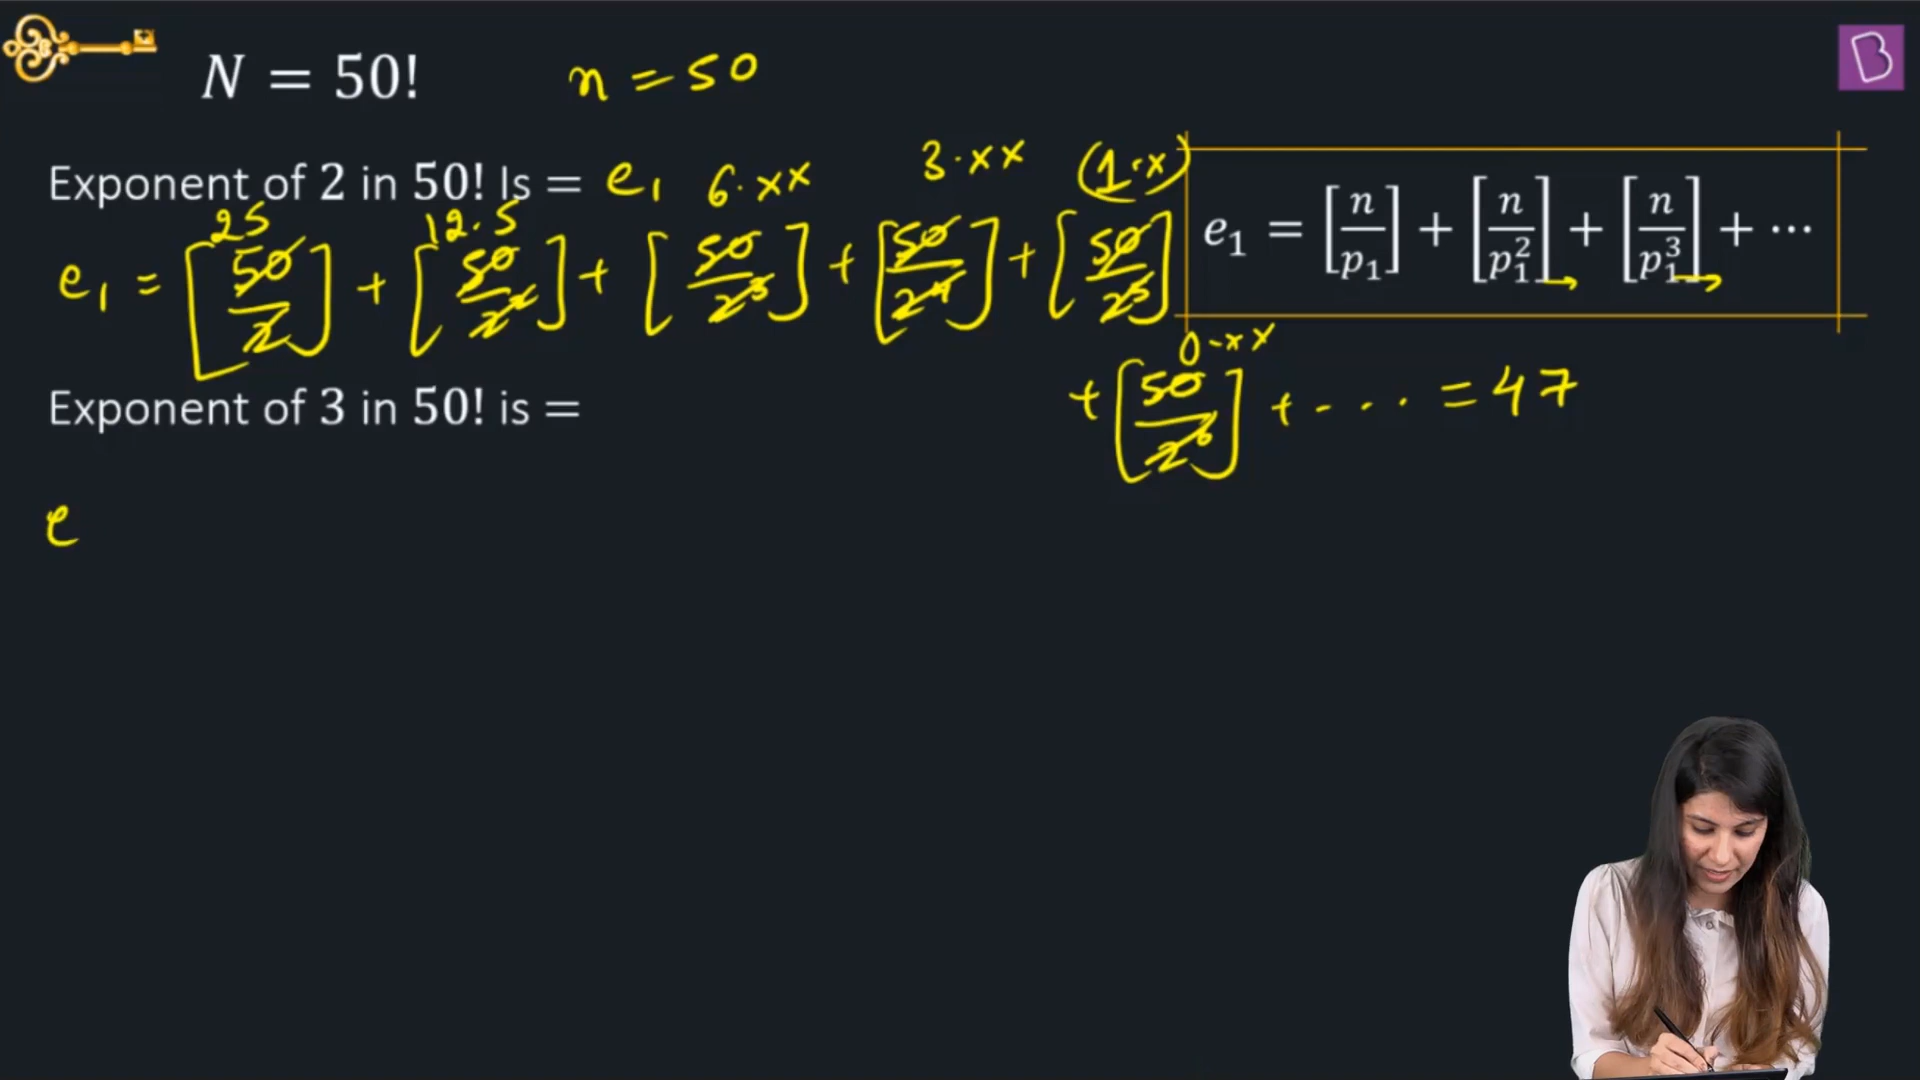 N = 50! n = 50
Exponent of 2 in 50! Is = e₁
25 12.5 6.xx 3.xx (1.x)
e₁ = [50/2] + [50/2²] + [50/2³] + [50/2⁴] + [50/2⁵]
e₁ = [n/p₁] + [n/p₁²] + [n/p₁³] + ⋯
0.xx
+ [50/2⁶] + .... = 47
Exponent of 3 in 50! is =
e
B